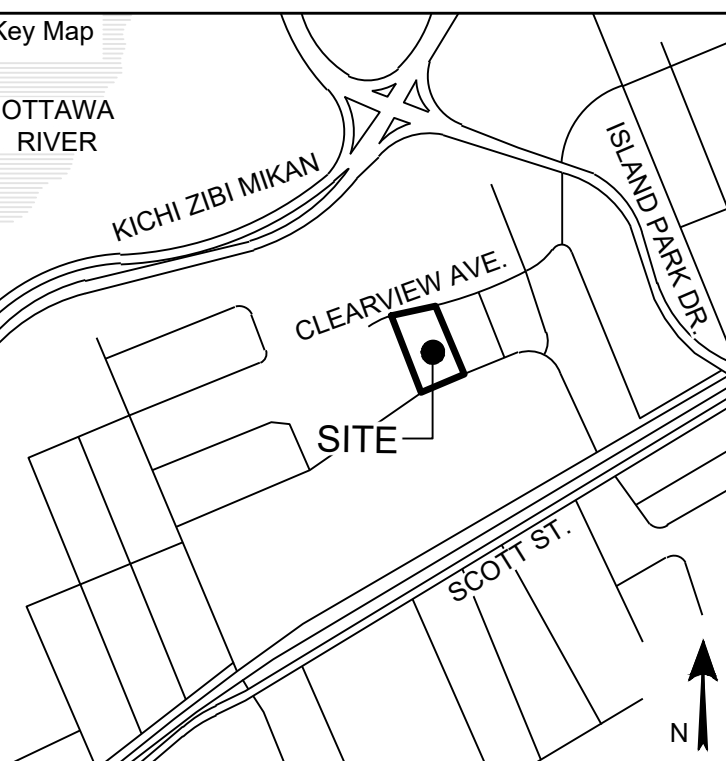 Key Map
OTTAWA
RIVER
KICHI ZIBI MIKAN
ISLAND PARK DR.
CLEARVIEW AVE.
SITE
SCOTT ST.
N